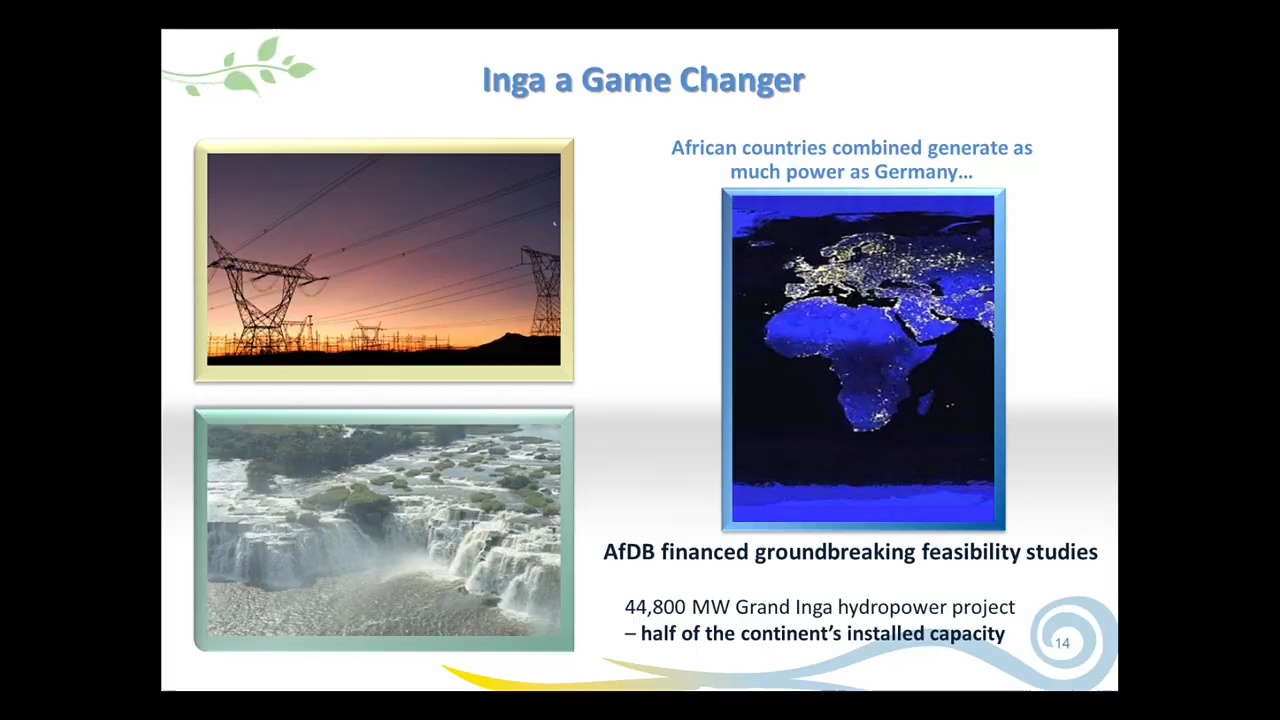 Inga a Game Changer
African countries combined generate as
much power as Germany...
AfDB financed groundbreaking feasibility studies
44,800 MW Grand Inga hydropower project
– half of the continent's installed capacity
14